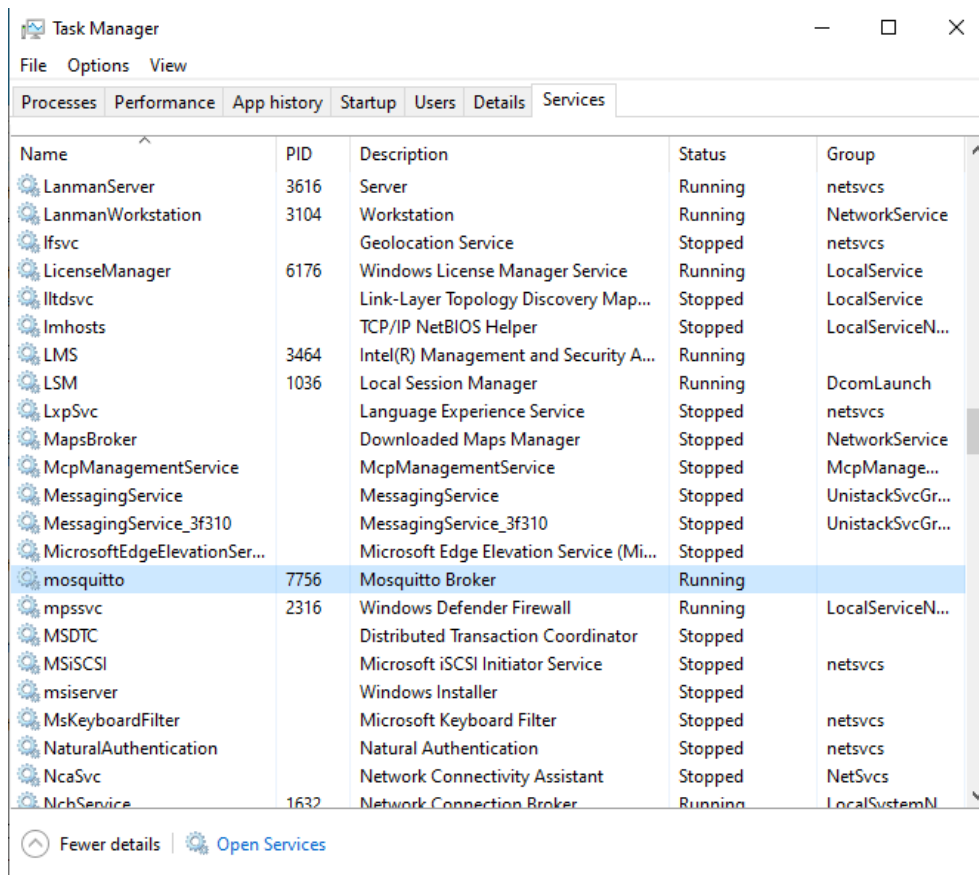 Task Manager
File Options View
Processes Performance App history Startup Users Details Services
Name PID Description Status Group
LanmanServer 3616 Server Running netsvcs
LanmanWorkstation 3104 Workstation Running NetworkService
lfsvc Geolocation Service Stopped netsvcs
LicenseManager 6176 Windows License Manager Service Running LocalService
lltdsvc Link-Layer Topology Discovery Map... Stopped LocalService
lmhosts TCP/IP NetBIOS Helper Stopped LocalServiceN...
LMS 3464 Intel(R) Management and Security A... Running
LSM 1036 Local Session Manager Running DcomLaunch
LxpSvc Language Experience Service Stopped netsvcs
MapsBroker Downloaded Maps Manager Stopped NetworkService
McpManagementService McpManagementService Stopped McpManage...
MessagingService MessagingService Stopped UnistackSvcGr...
MessagingService_3f310 MessagingService_3f310 Stopped UnistackSvcGr...
MicrosoftEdgeElevationSer... Microsoft Edge Elevation Service (Mi... Stopped
mosquitto 7756 Mosquitto Broker Running
mpssvc 2316 Windows Defender Firewall Running LocalServiceN...
MSDTC Distributed Transaction Coordinator Stopped
MSiSCSI Microsoft iSCSI Initiator Service Stopped netsvcs
msiserver Windows Installer Stopped
MsKeyboardFilter Microsoft Keyboard Filter Stopped netsvcs
NaturalAuthentication Natural Authentication Stopped netsvcs
NcaSvc Network Connectivity Assistant Stopped NetSvcs
NcbService 1632 Network Connection Broker Running LocalSystemN
Fewer details Open Services